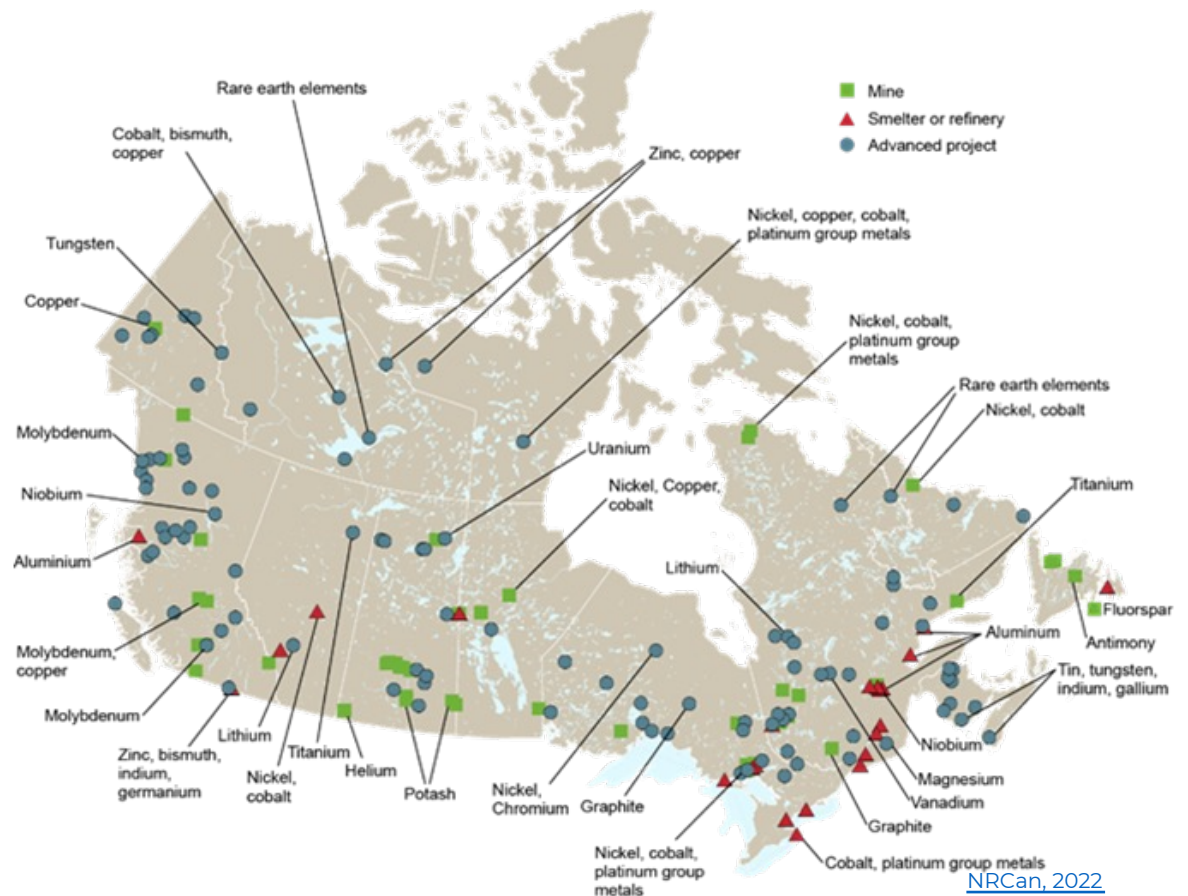 Rare earth elements
Mine
Smelter or refinery
Advanced project
Cobalt, bismuth,
copper
Zinc, copper
Nickel, copper, cobalt,
platinum group metals
Tungsten
Copper
Nickel, cobalt,
platinum group
metals
Rare earth elements
Nickel, cobalt
Molybdenum
Uranium
Nickel, Copper,
cobalt
Titanium
Niobium
Aluminium
Lithium
Fluorspar
Antimony
Aluminum
Molybdenum,
copper
Tin, tungsten,
indium, gallium
Molybdenum
Zinc, bismuth,
indium,
germanium
Lithium
Nickel,
cobalt
Titanium
Helium
Potash
Nickel,
Chromium
Graphite
Niobium
Magnesium
Vanadium
Graphite
Nickel, cobalt,
platinum group
metals
Cobalt, platinum group metals
NRCan, 2022